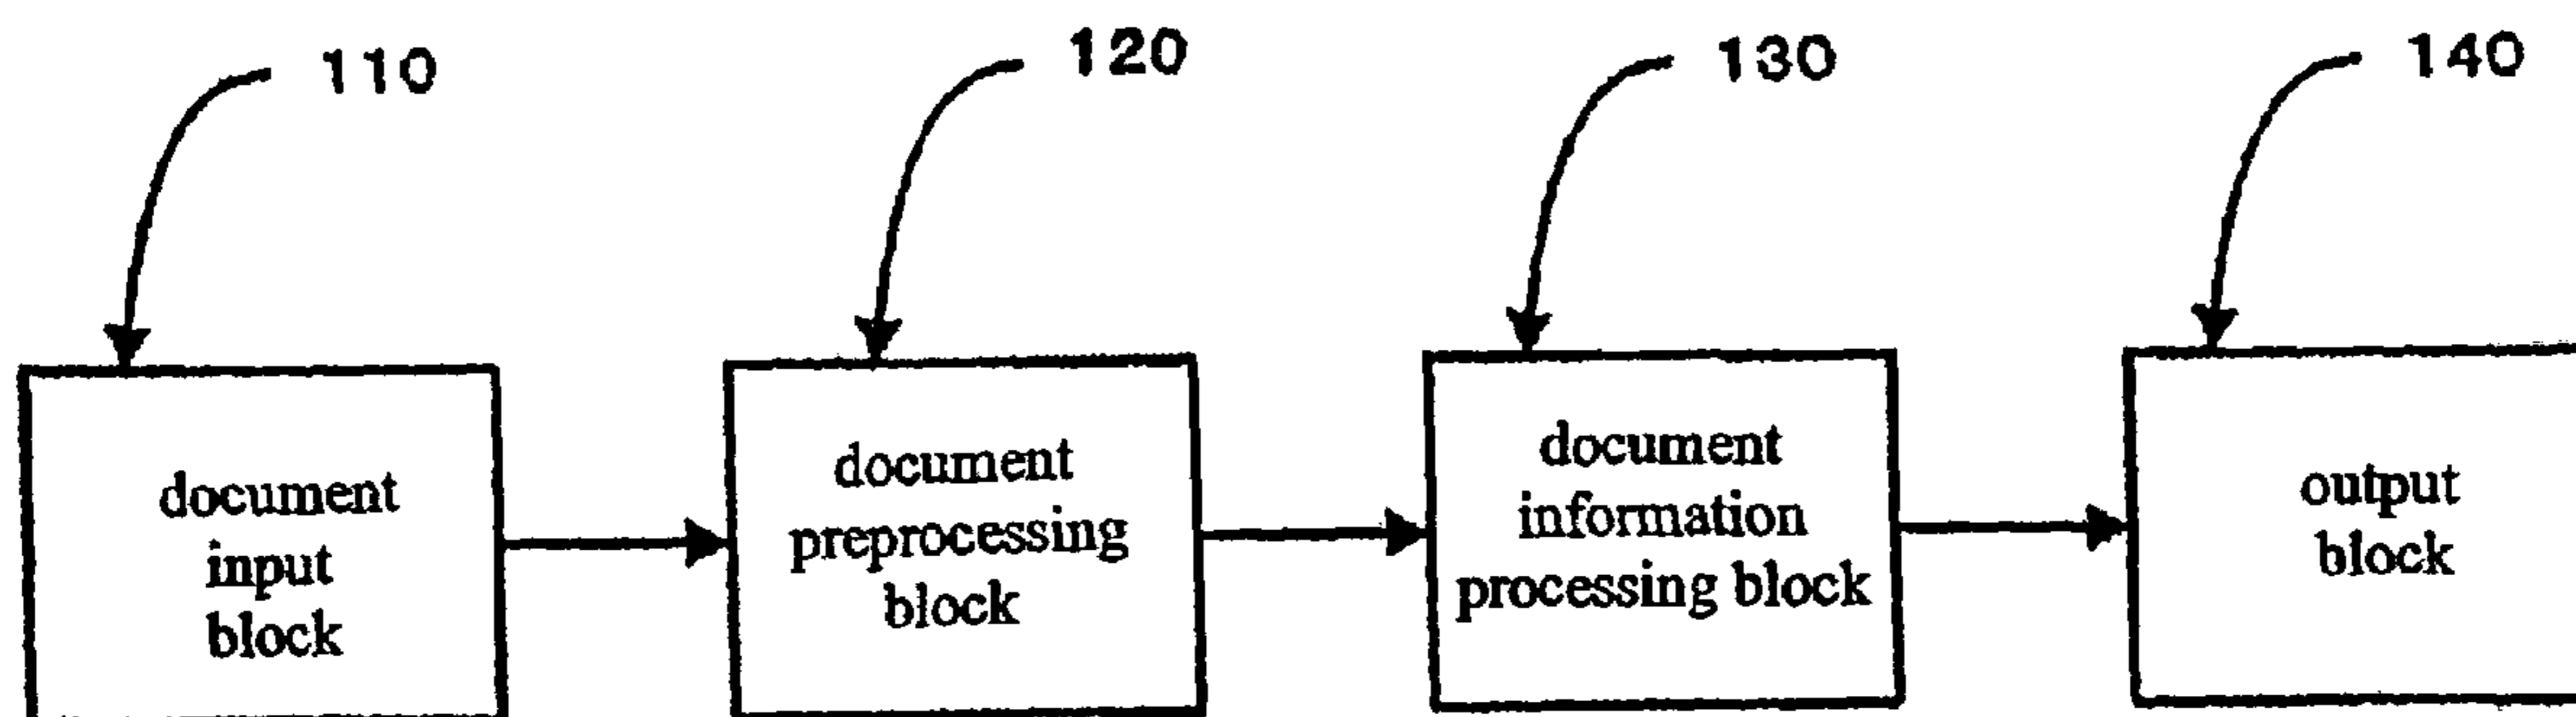 110
120
130
140
document
input
block
document
preprocessing
block
document
information
processing block
output
block